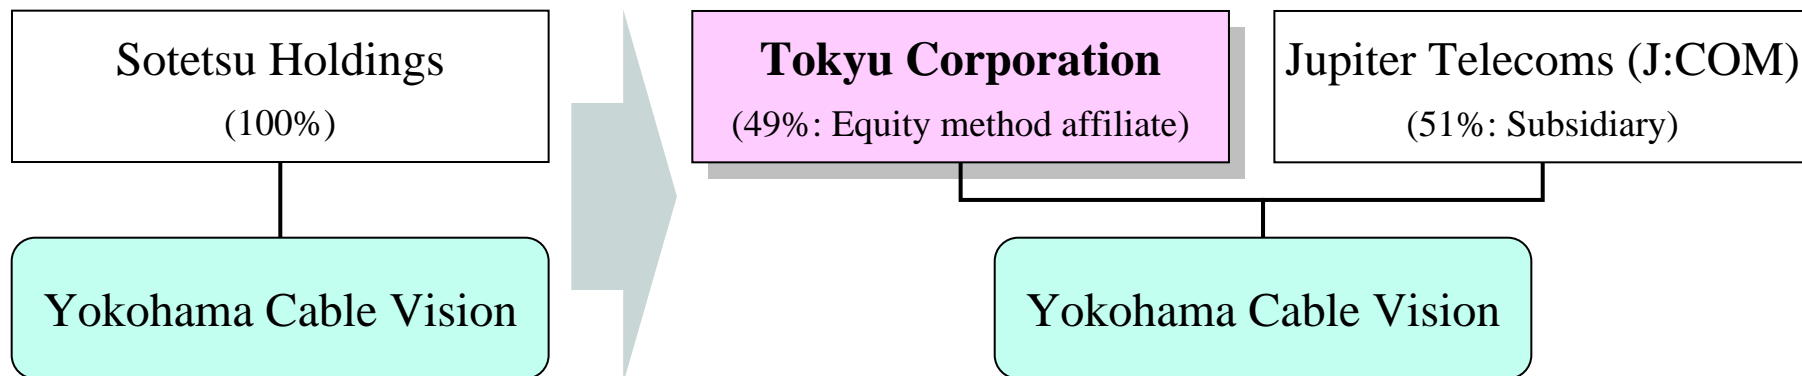 Sotetsu Holdings
(100%)
Yokohama Cable Vision
Tokyu Corporation
(49%: Equity method affiliate)
Jupiter Telecoms (J:COM)
(51%: Subsidiary)
Yokohama Cable Vision